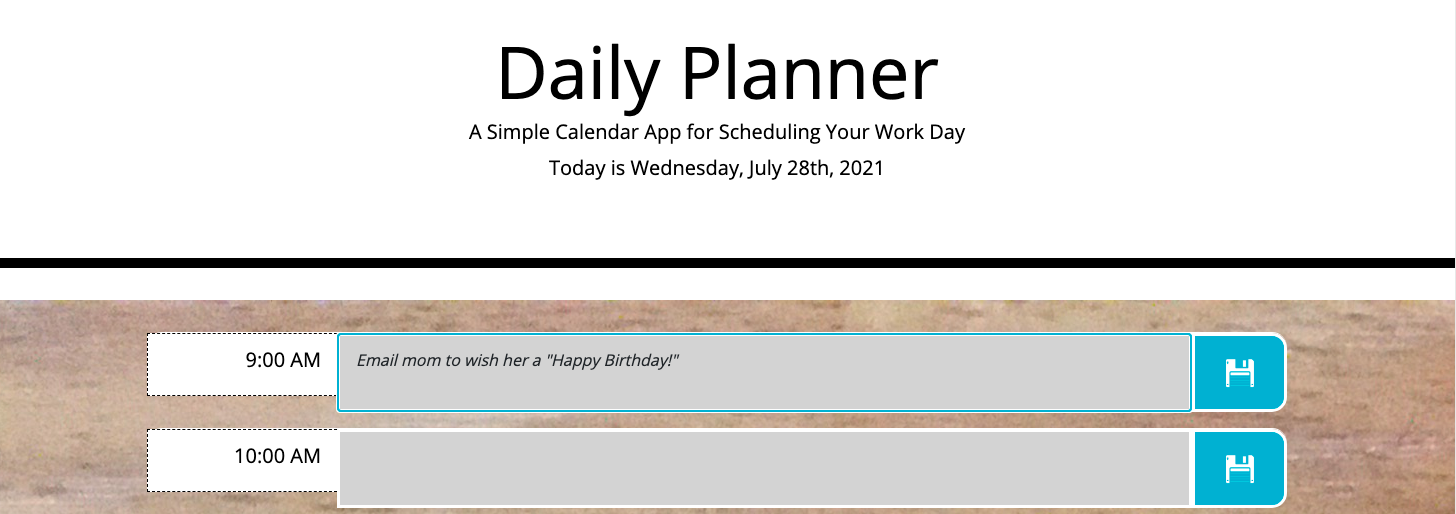 Daily Planner
A Simple Calendar App for Scheduling Your Work Day
Today is Wednesday, July 28th, 2021
9:00 AM
Email mom to wish her a "Happy Birthday!"
10:00 AM